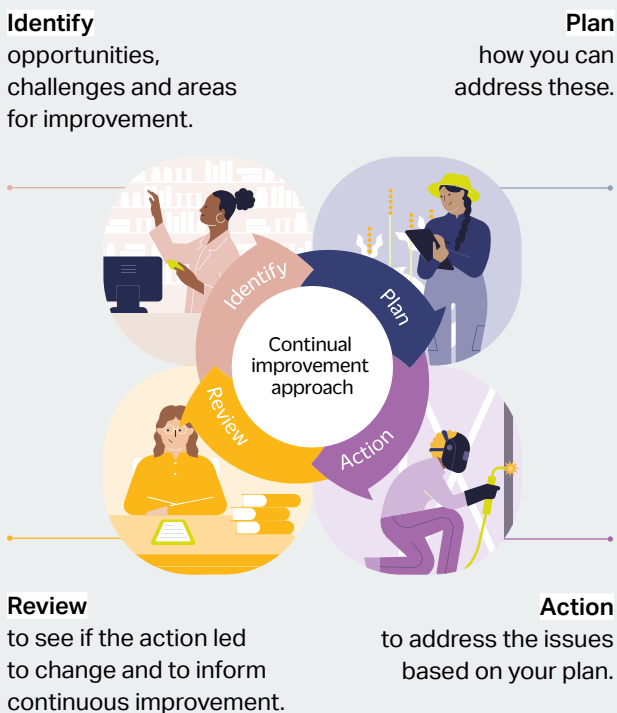 Identify
opportunities,
challenges and areas
for improvement.
Plan
how you can
address these.
Identify
Plan
Continual
improvement
approach
Review
Action
Review
to see if the action led
to change and to inform
continuous improvement.
Action
to address the issues
based on your plan.